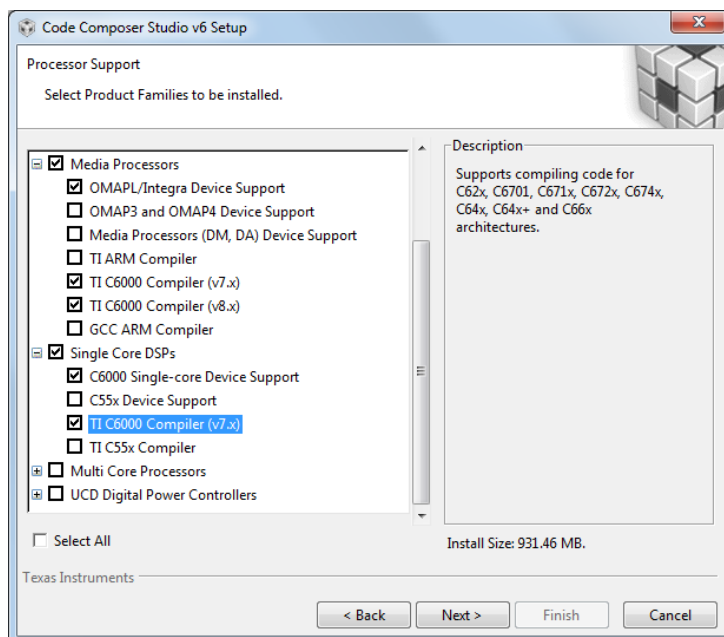 Code Composer Studio v6 Setup
Processor Support
Select Product Families to be installed.
Media Processors
OMAPL/Integra Device Support
OMAP3 and OMAP4 Device Support
Media Processors (DM, DA) Device Support
TI ARM Compiler
TI C6000 Compiler (v7.x)
TI C6000 Compiler (v8.x)
GCC ARM Compiler
Single Core DSPs
C6000 Single-core Device Support
C55x Device Support
TI C6000 Compiler (v7.x)
TI C55x Compiler
Multi Core Processors
UCD Digital Power Controllers
Select All
Description
Supports compiling code for
C62x, C6701, C671x, C672x, C674x,
C64x, C64x+ and C66x
architectures.
Install Size: 931.46 MB.
Texas Instruments
< Back
Next >
Finish
Cancel